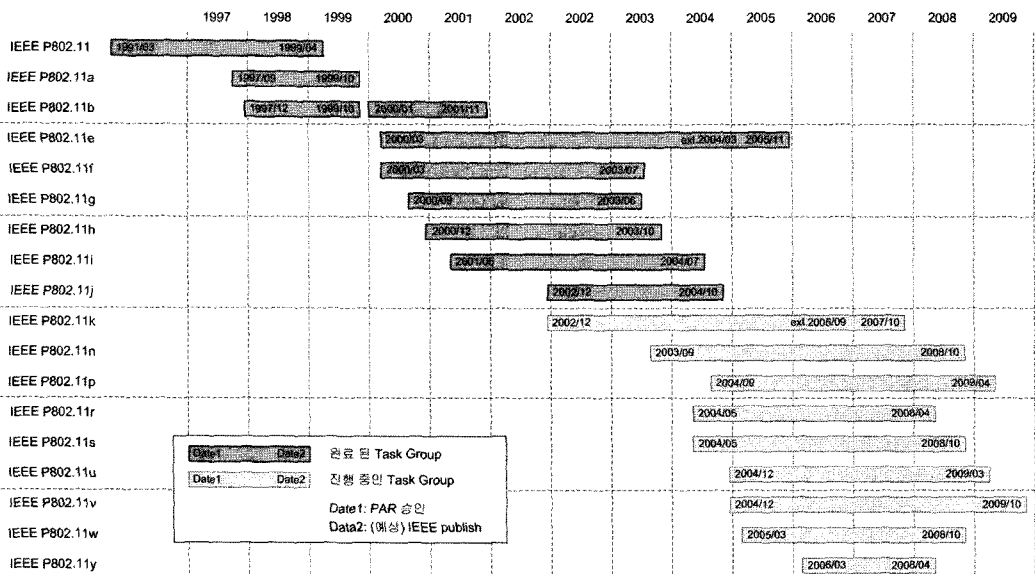 1997 1998 1999 2000 2001 2002 2002 2003 2004 2005 2006 2007 2008 2009
IEEE P802.11 1991/03 1999/04
IEEE P802.11a 1997/09 1999/10
IEEE P802.11b 1997/12 1999/10 2000/01 2001/11
IEEE P802.11e 2000/03 ext.2004/03 2005/11
IEEE P802.11f 2000/03 2003/07
IEEE P802.11g 2000/09 2003/06
IEEE P802.11h 2000/12 2003/10
IEEE P802.11i 2001/05 2004/07
IEEE P802.11j 2002/12 2004/10
IEEE P802.11k 2002/12 ext.2006/09 2007/10
IEEE P802.11n 2003/09 2008/10
IEEE P802.11p 2004/09 2009/04
IEEE P802.11r 2004/05 2008/04
IEEE P802.11s 2004/05 2008/10
IEEE P802.11u 2004/12 2009/03
IEEE P802.11v 2004/12 2009/10
IEEE P802.11w 2005/03 2008/10
IEEE P802.11y 2006/03 2008/04
Date1 Date2 완료 된 Task Group
Date1 Date2 진행 중인 Task Group
Date1: PAR 승인
Data2: (예상) IEEE publish